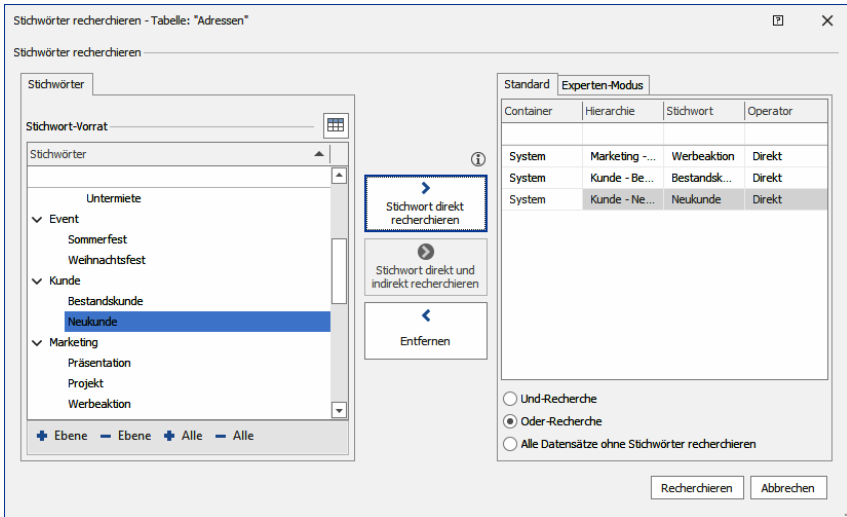 Stichwörter recherchieren - Tabelle: "Adressen"
Stichwörter recherchieren
Stichwörter
Stichwort-Vorrat
Stichwörter
Untermiete
Event
Sommerfest
Weihnachtsfest
Kunde
Bestandskunde
Neukunde
Marketing
Präsentation
Projekt
Werbeaktion
+ Ebene − Ebene + Alle − Alle
Stichwort direkt
recherchieren
Stichwort direkt und
indirekt recherchieren
Entfernen
Standard Experten-Modus
Container Hierarchie Stichwort Operator
System Marketing -... Werbeaktion Direkt
System Kunde - Be... Bestandsk... Direkt
System Kunde - Ne... Neukunde Direkt
Und-Recherche
Oder-Recherche
Alle Datensätze ohne Stichwörter recherchieren
Recherchieren Abbrechen